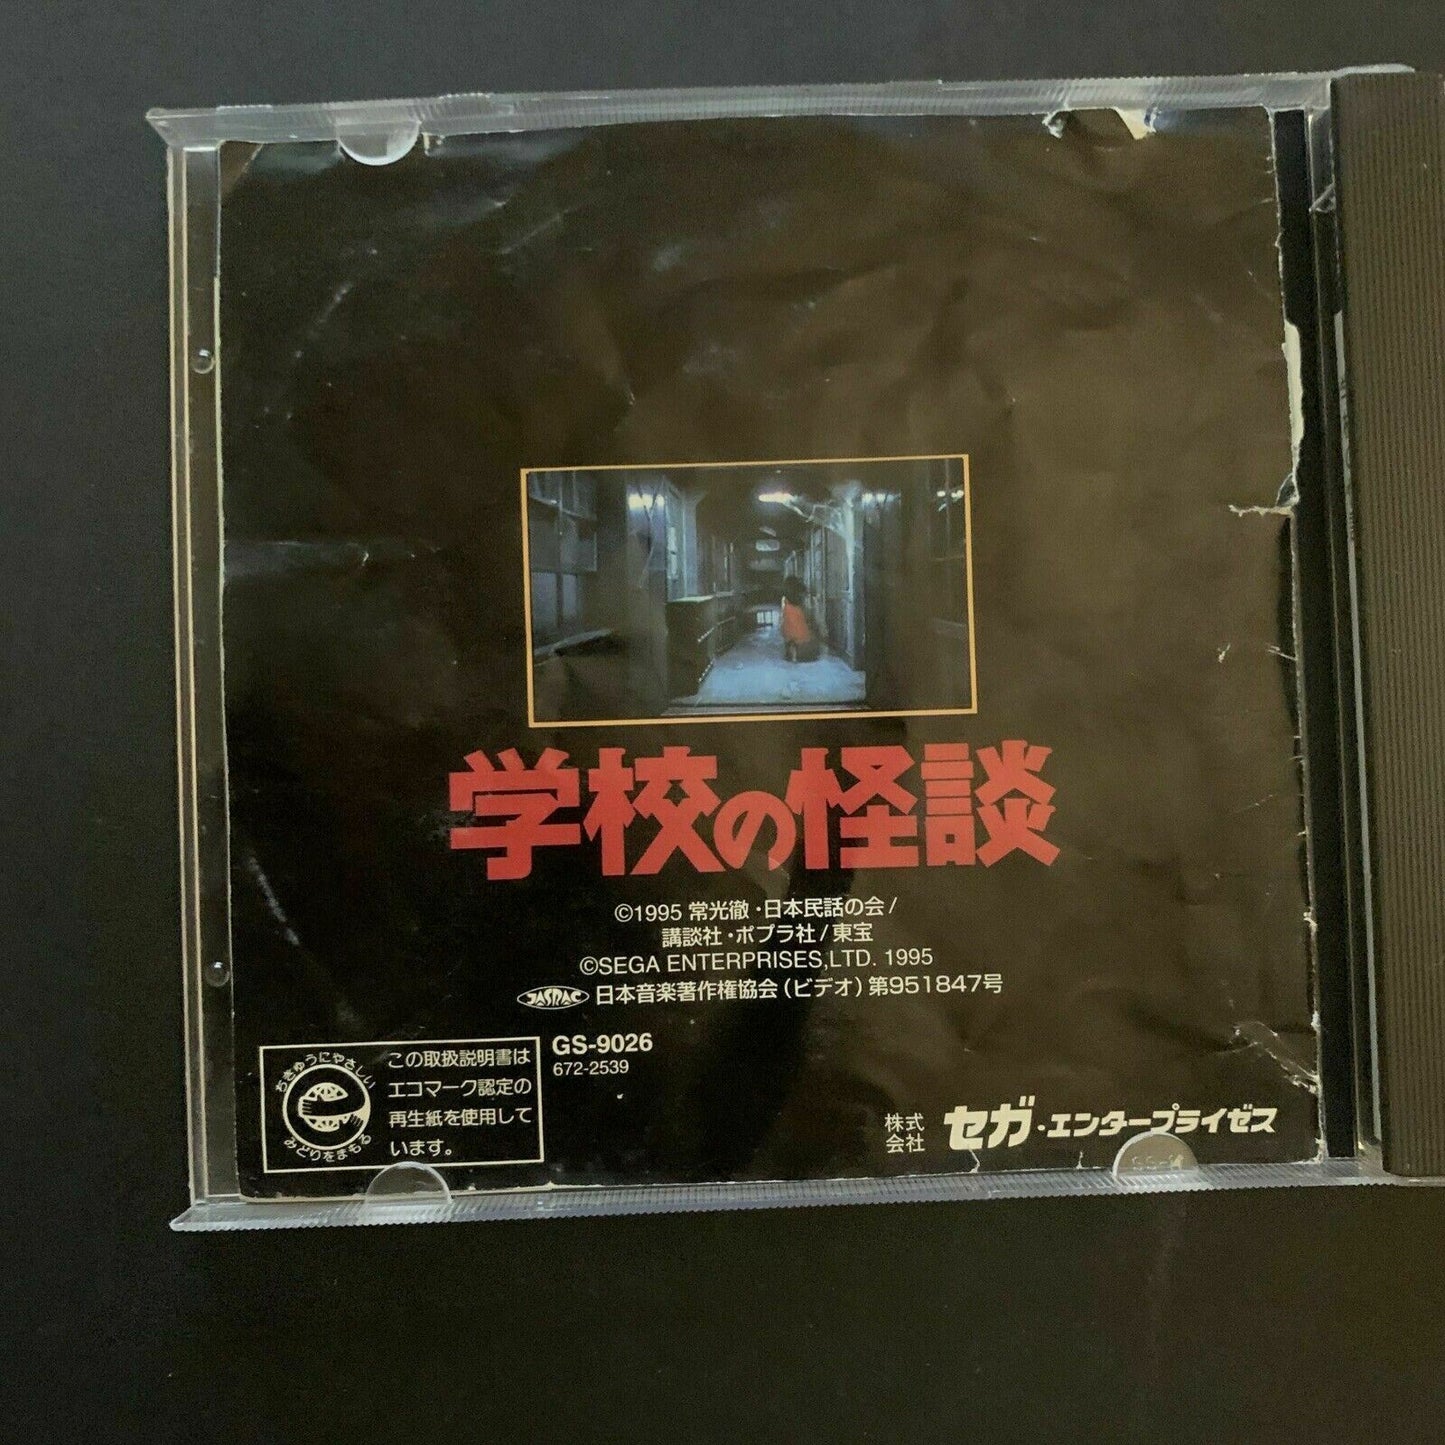 学校の怪談
©1995 常光徹・日本民話の会/
講談社・ポプラ社/東宝
©SEGA ENTERPRISES,LTD. 1995
JASRAC 日本音楽著作権協会(ビデオ)第951847号
GS-9026
672-2539
ちきゅうにやさしい
みどりをまもる
この取扱説明書は
エコマーク認定の
再生紙を使用して
います。
株式会社 セガ・エンタープライゼス